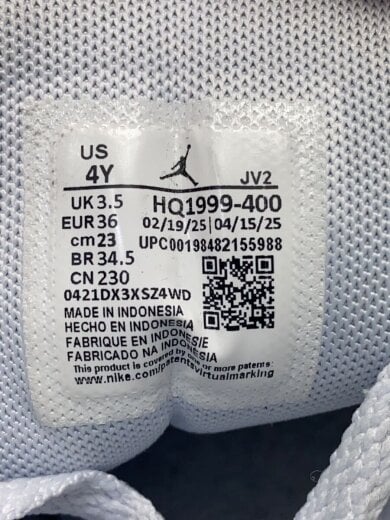 US
4Y
JV2
UK 3.5
HQ1999-400
EUR 36
02/19/25 | 04/15/25
cm 23
UPC00198482155988
BR 34.5
CN 230
0421DX3XSZ4WD
MADE IN INDONESIA
HECHO EN INDONESIA
FABRIQUE EN INDONESIE
FABRICADO NA INDONESIA
This product is covered by one or more patents:
www.nike.com/patentsvirtualmarking